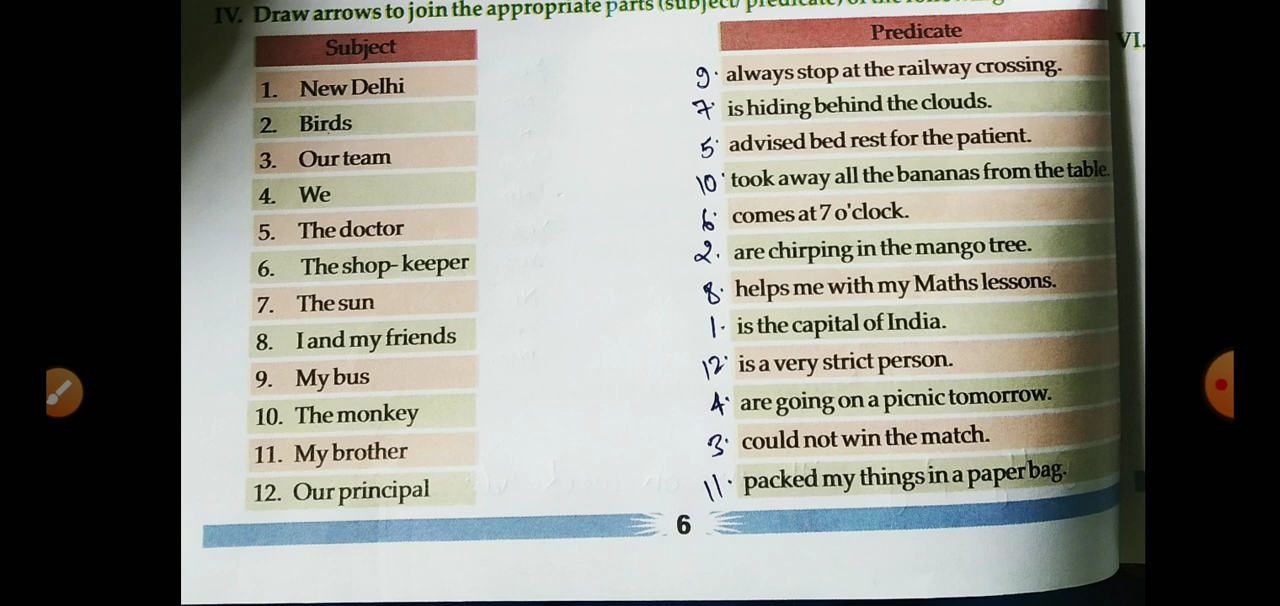 IV. Draw arrows to join the appropriate parts (subject/ predicate) of the following.
Subject
Predicate
VI.
1. New Delhi
9. always stop at the railway crossing.
2. Birds
7. is hiding behind the clouds.
3. Our team
5. advised bed rest for the patient.
4. We
10. took away all the bananas from the table.
5. The doctor
6. comes at 7 o'clock.
6. The shop-keeper
2. are chirping in the mango tree.
7. The sun
8. helps me with my Maths lessons.
8. I and my friends
1. is the capital of India.
9. My bus
12. is a very strict person.
10. The monkey
4. are going on a picnic tomorrow.
11. My brother
3. could not win the match.
12. Our principal
11. packed my things in a paper bag.
6